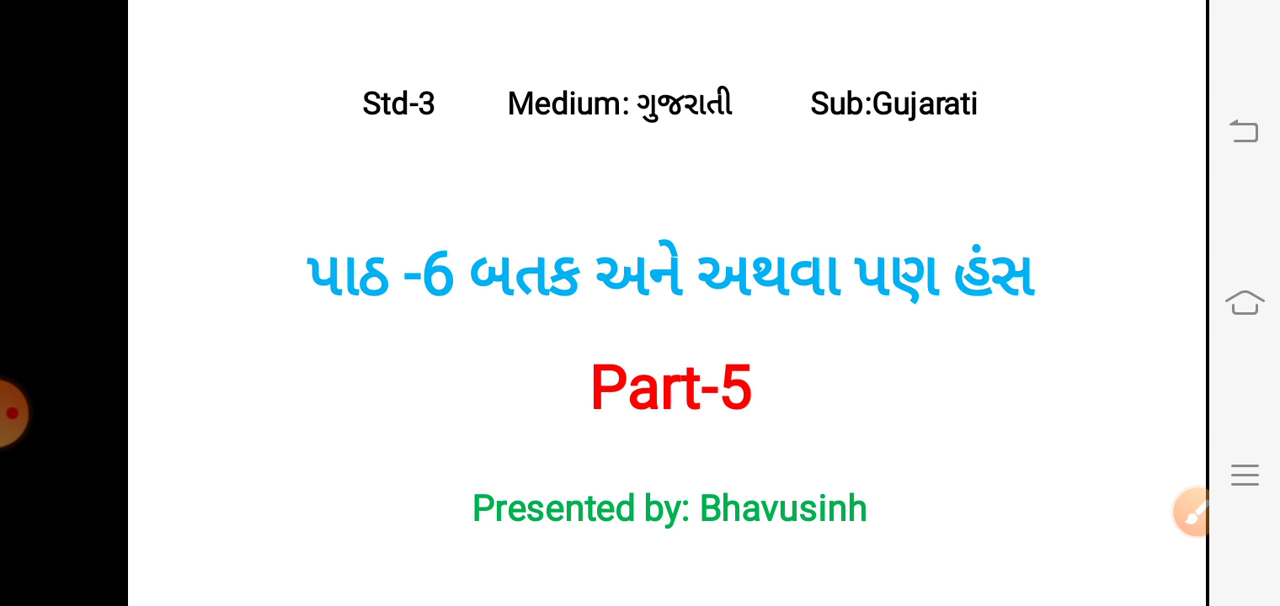 Std-3 Medium: ગુજરાતી Sub:Gujarati
પાઠ -6 બતક અને અથવા પણ હંસ
Part-5
Presented by: Bhavusinh